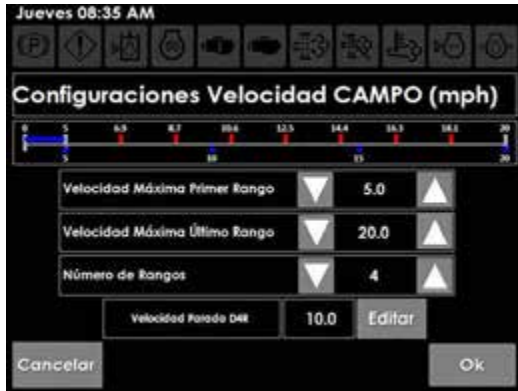 Jueves 08:35 AM
Configuraciones Velocidad CAMPO (mph)
0 5 6.9 8.7 10.6 12.5 14.4 16.3 18.1 20
5 10 15 20
Velocidad Máxima Primer Rango 5.0
Velocidad Máxima Último Rango 20.0
Número de Rangos 4
Velocidad Parada D4R 10.0 Editar
Cancelar Ok